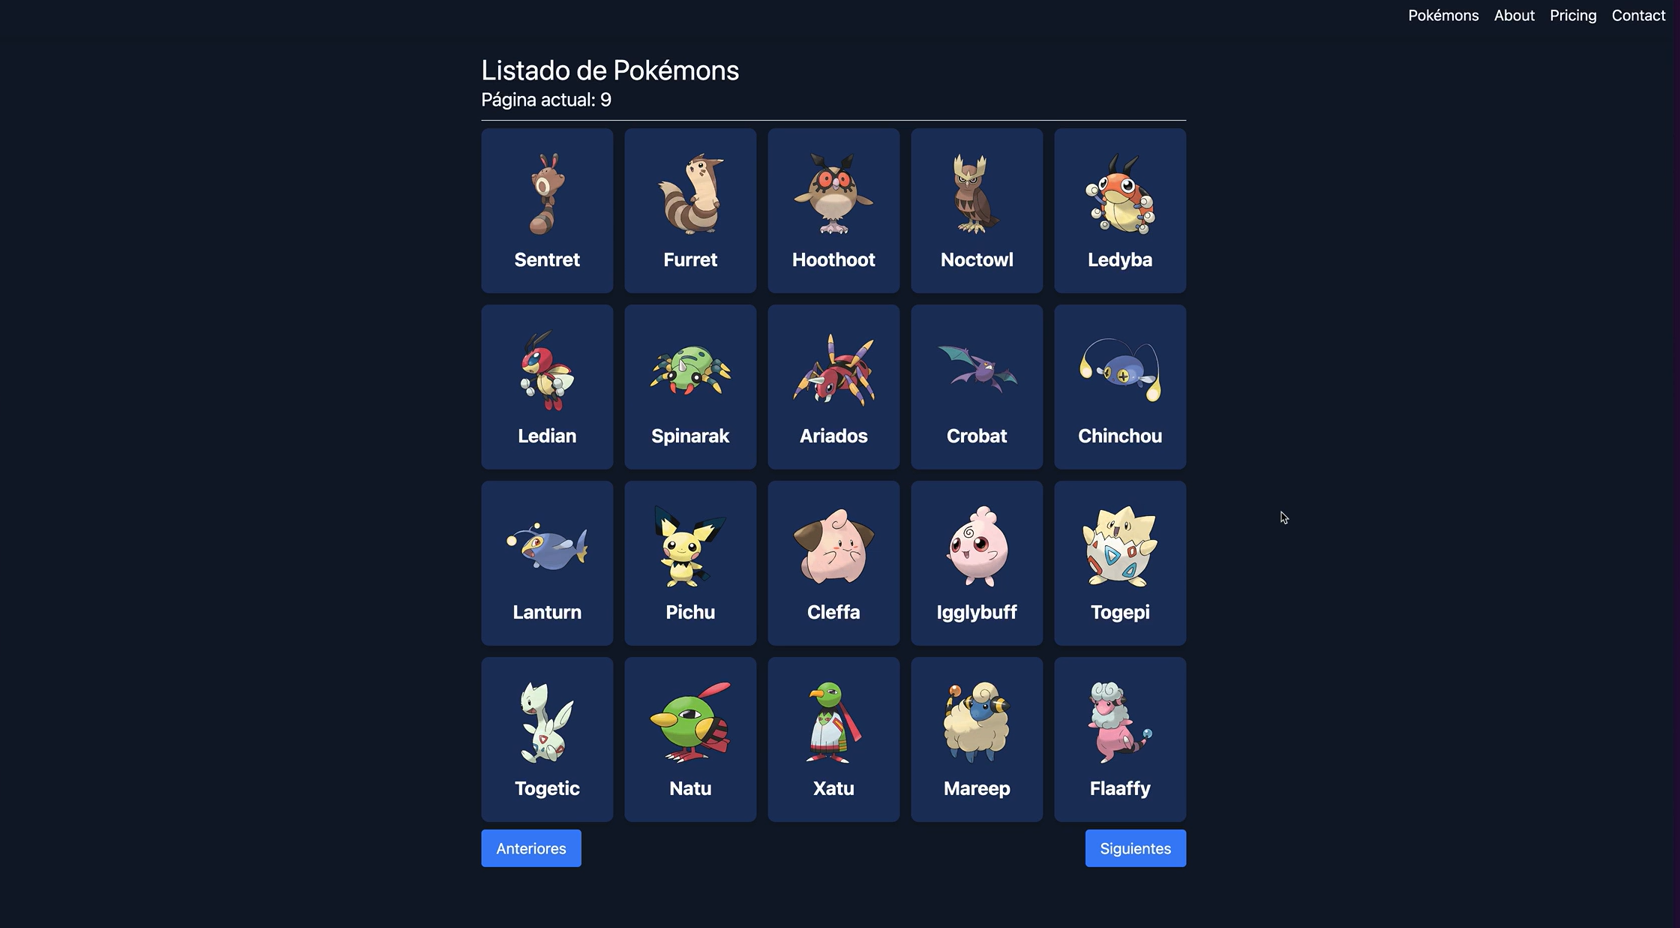 Pokémons About Pricing Contact
Listado de Pokémons
Página actual: 9
Sentret Furret Hoothoot Noctowl Ledyba
Ledian Spinarak Ariados Crobat Chinchou
Lanturn Pichu Cleffa Igglybuff Togepi
Togetic Natu Xatu Mareep Flaaffy
Anteriores Siguientes